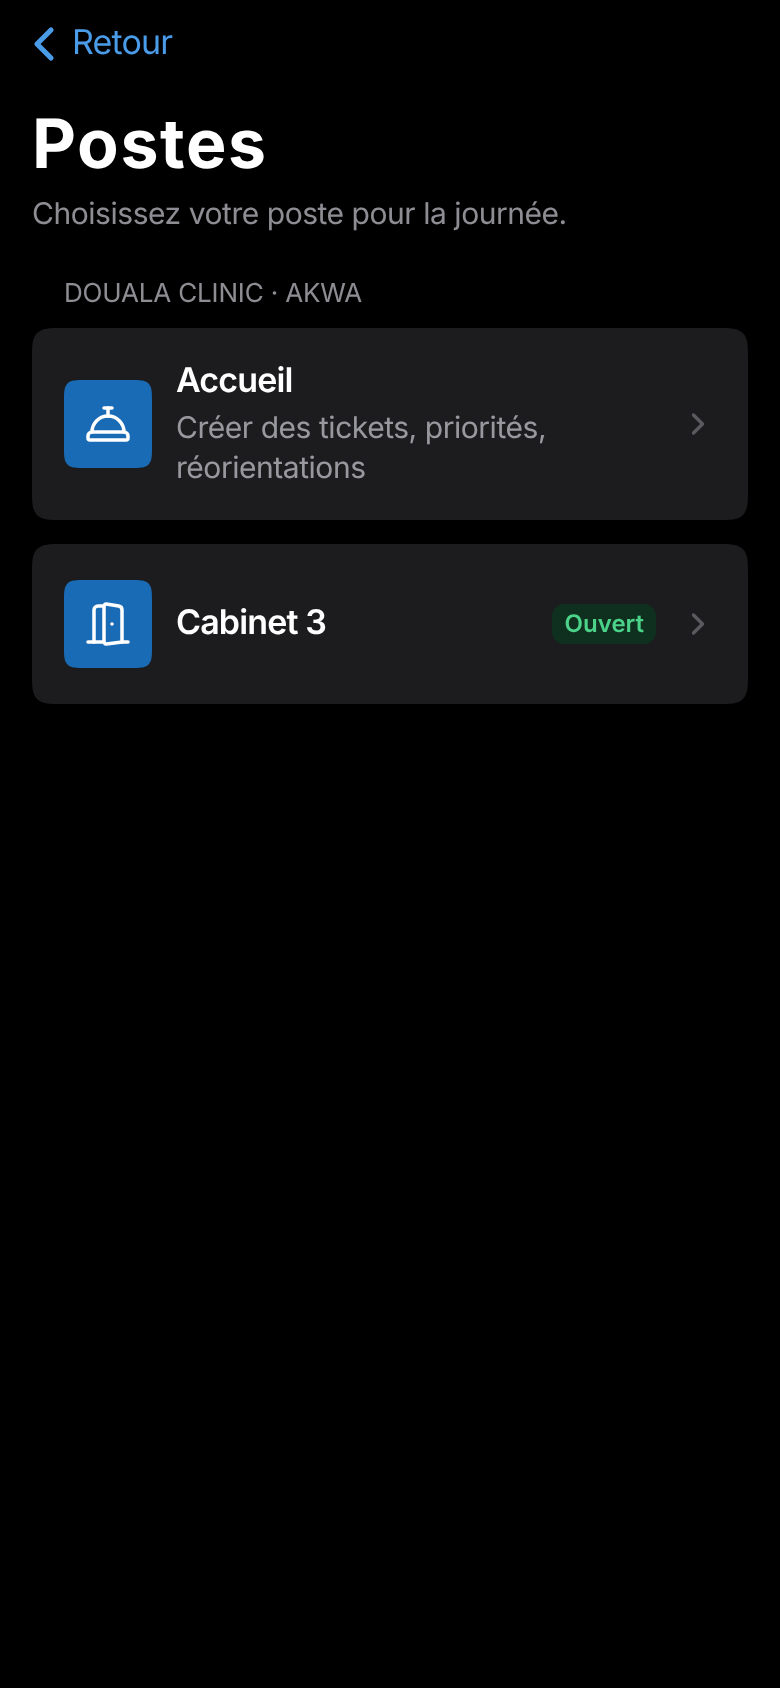 Retour
Postes
Choisissez votre poste pour la journée.
DOUALA CLINIC · AKWA
Accueil
Créer des tickets, priorités,
réorientations
Cabinet 3
Ouvert